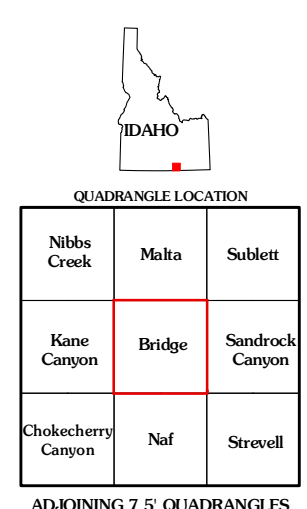 IDAHO
QUADRANGLE LOCATION
Nibbs
Creek
Malta
Sublett
Kane
Canyon
Bridge
Sandrock
Canyon
Chokecherry
Canyon
Naf
Strevell
ADJOINING 7.5' QUADRANGLES